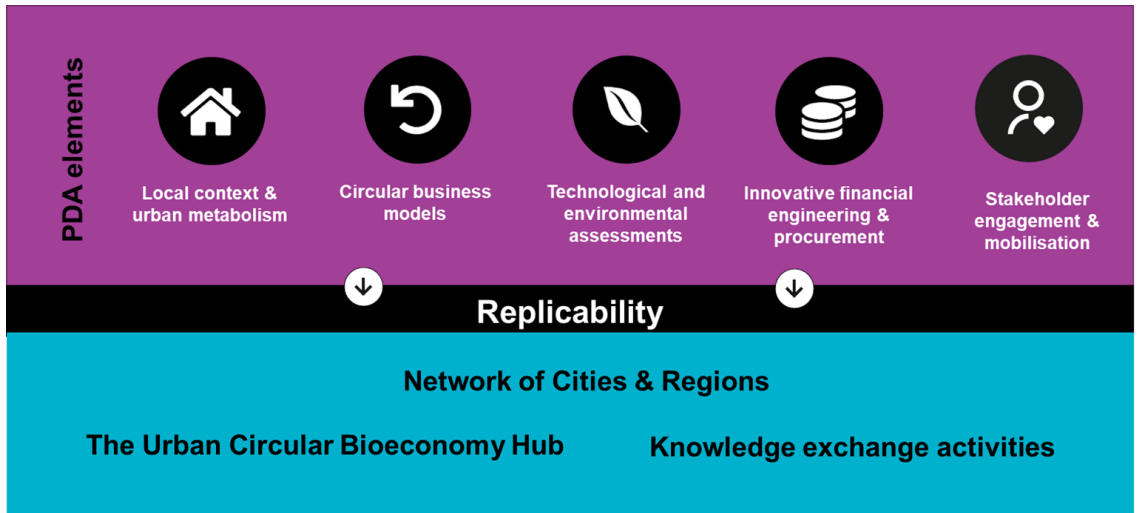 PDA elements
Local context &
urban metabolism
Circular business
models
Technological and
environmental
assessments
Innovative financial
engineering &
procurement
Stakeholder
engagement &
mobilisation
Replicability
Network of Cities & Regions
The Urban Circular Bioeconomy Hub
Knowledge exchange activities